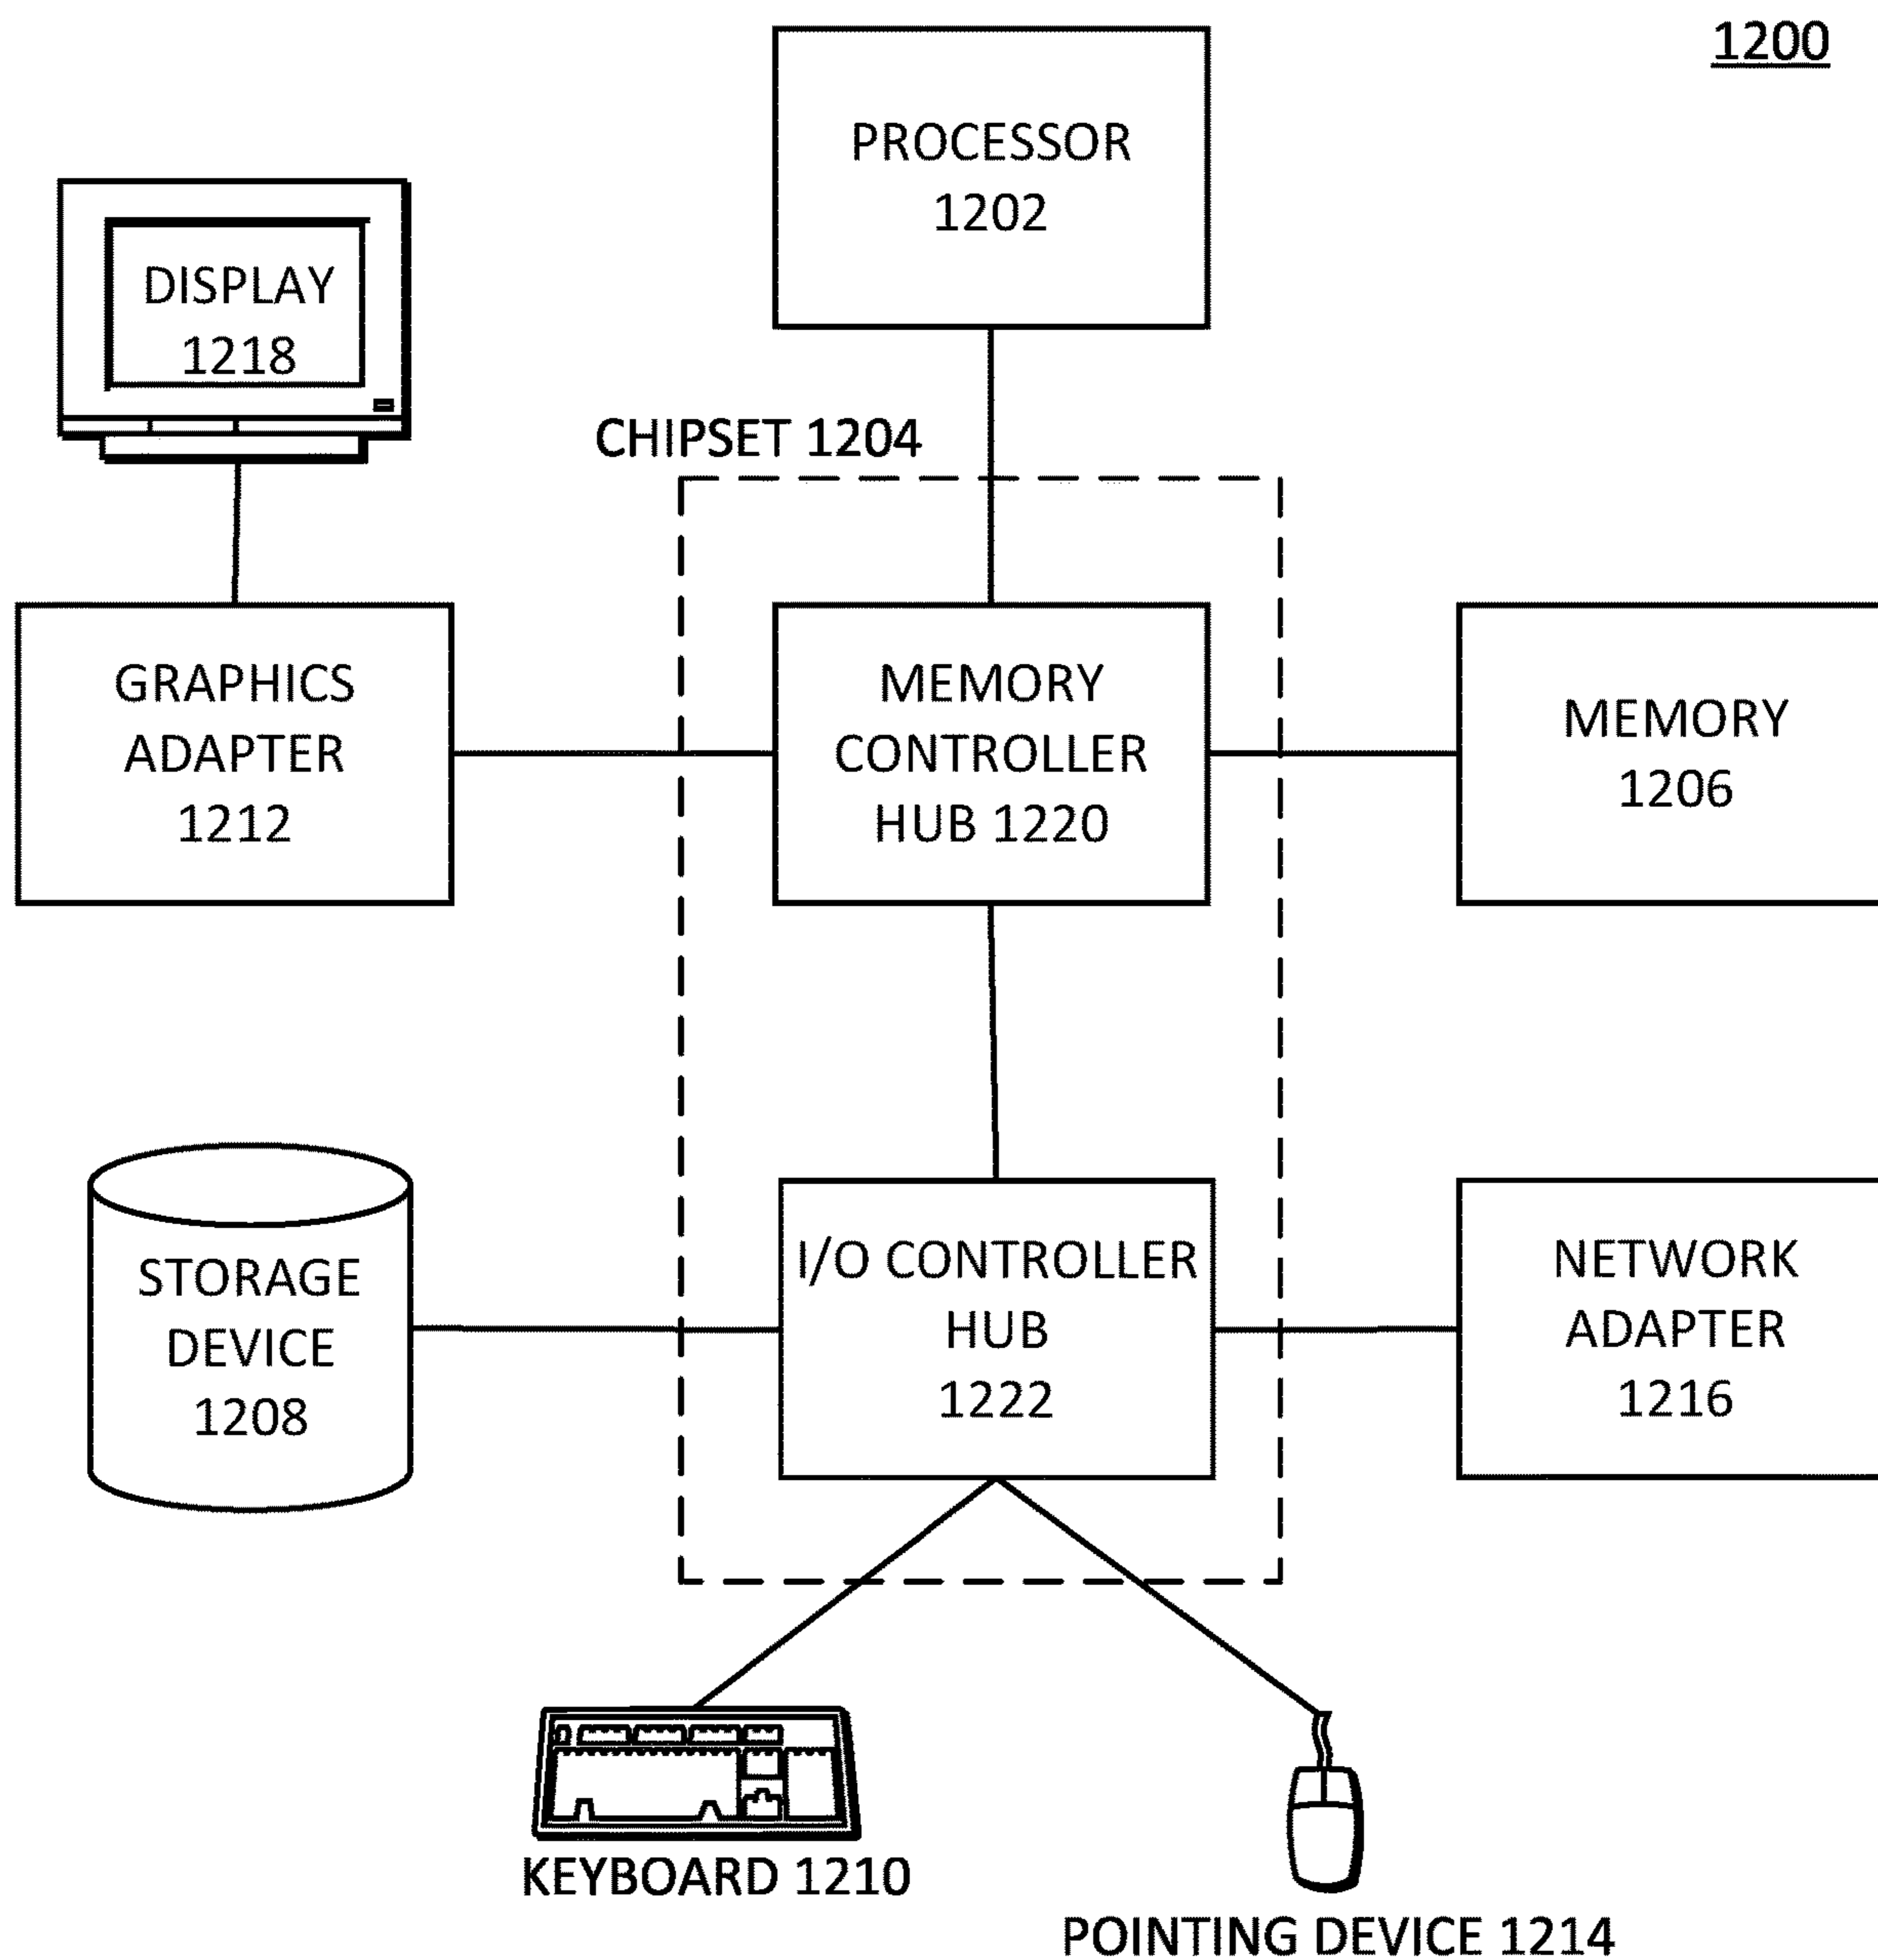 1200
PROCESSOR
1202
DISPLAY
1218
CHIPSET 1204
GRAPHICS
ADAPTER
1212
MEMORY
CONTROLLER
HUB 1220
MEMORY
1206
STORAGE
DEVICE
1208
I/O CONTROLLER
HUB
1222
NETWORK
ADAPTER
1216
KEYBOARD 1210
POINTING DEVICE 1214